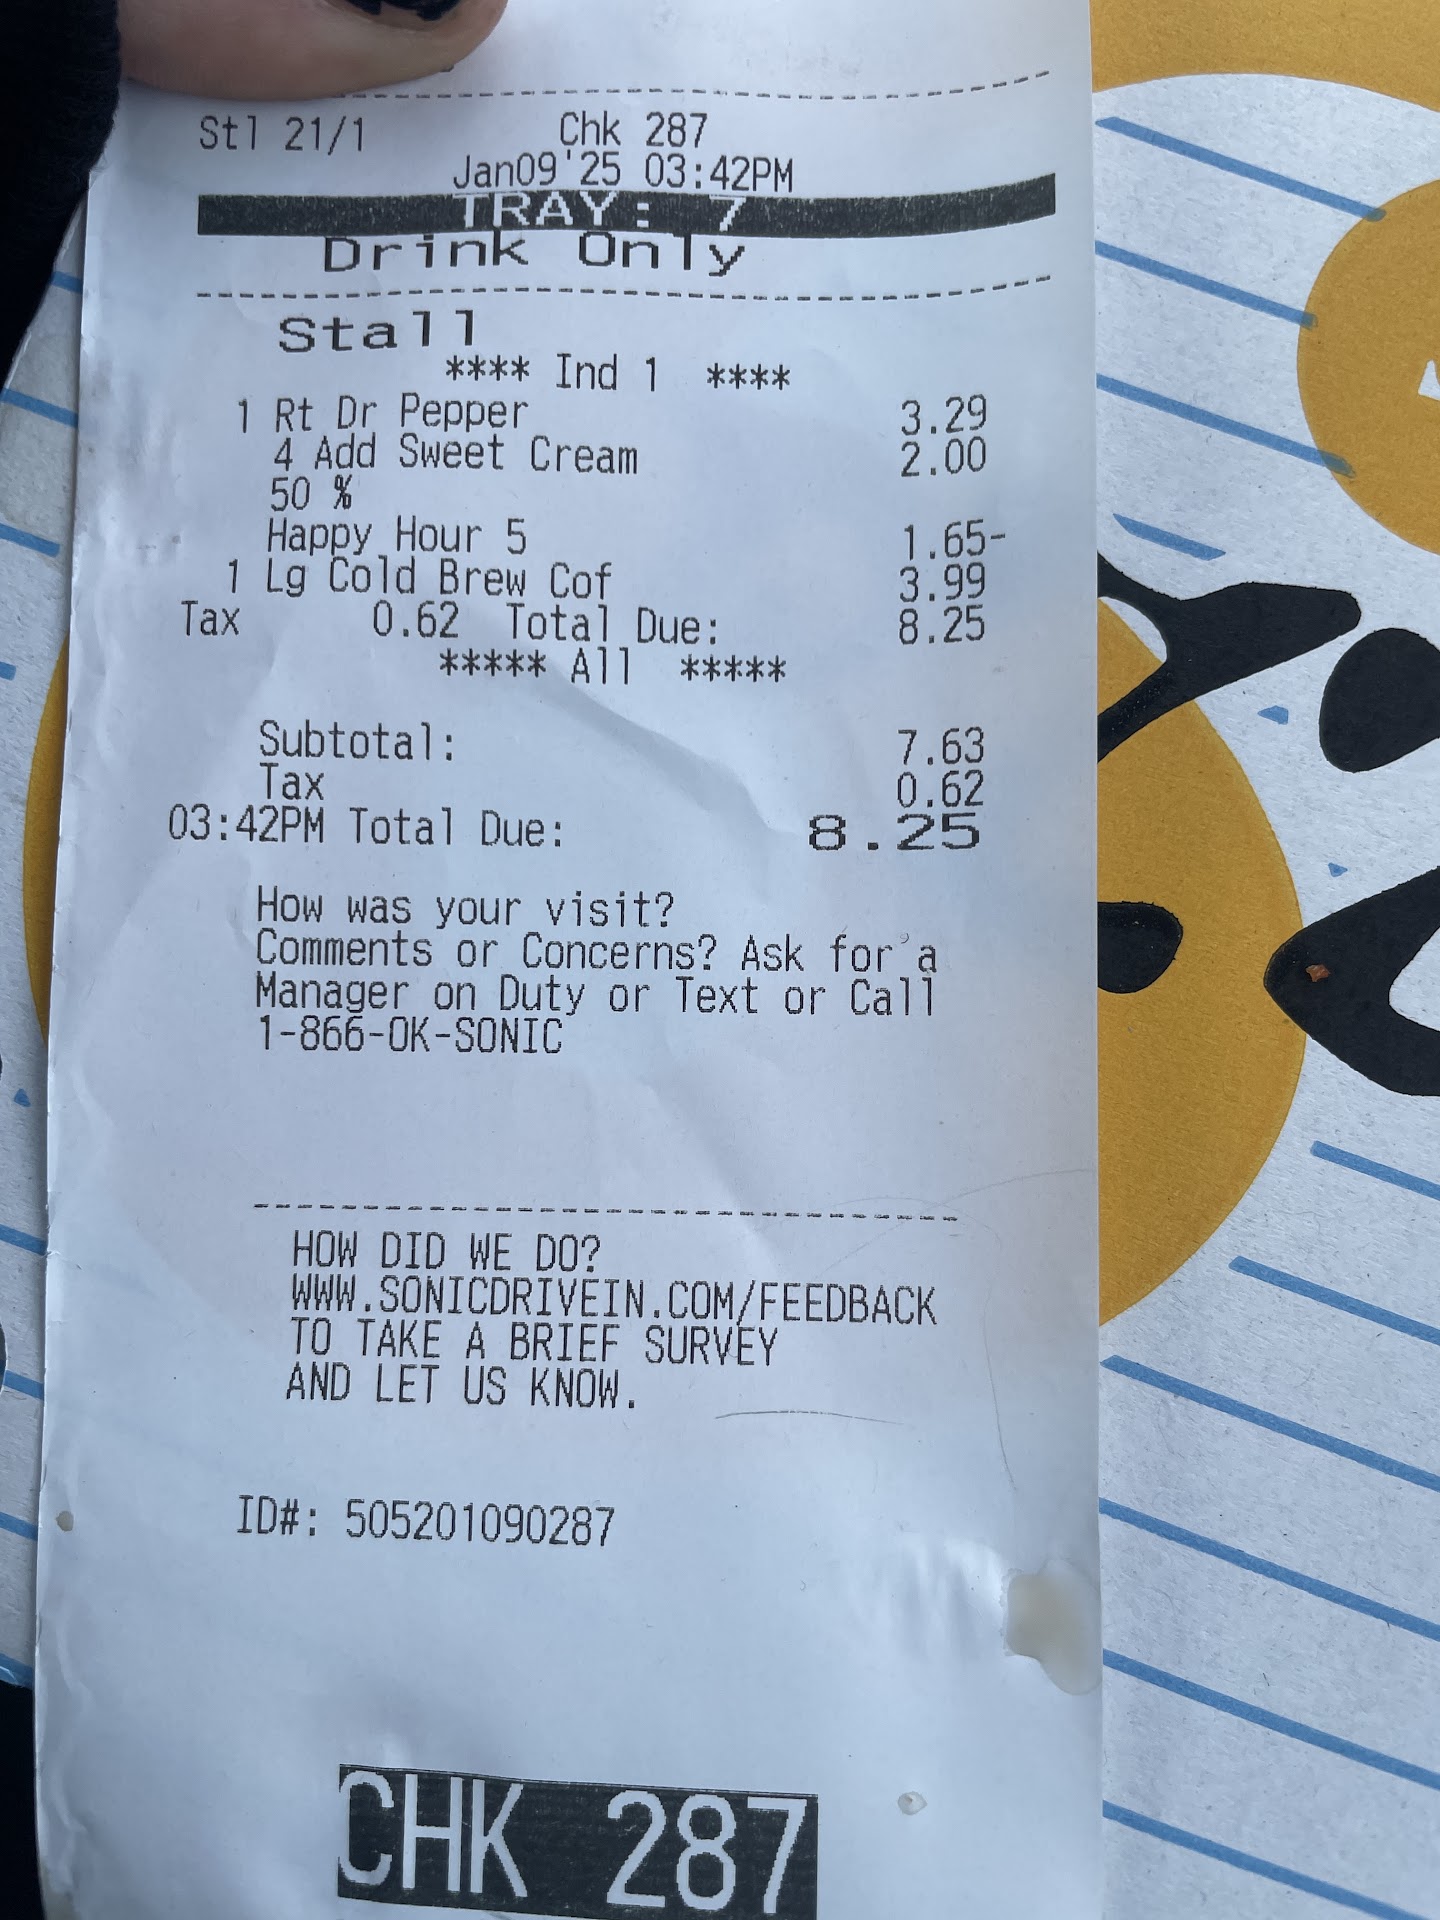 Stl 21/1 Chk 287
Jan09'25 03:42PM
TRAY: 7
Drink Only
Stall
**** Ind 1 ****
1 Rt Dr Pepper 3.29
4 Add Sweet Cream 2.00
50 %
Happy Hour 5 1.65-
1 Lg Cold Brew Cof 3.99
Tax 0.62 Total Due: 8.25
***** All *****
Subtotal: 7.63
Tax 0.62
03:42PM Total Due: 8.25
How was your visit?
Comments or Concerns? Ask for a
Manager on Duty or Text or Call
1-866-OK-SONIC
HOW DID WE DO?
WWW.SONICDRIVEIN.COM/FEEDBACK
TO TAKE A BRIEF SURVEY
AND LET US KNOW.
ID#: 505201090287
CHK 287